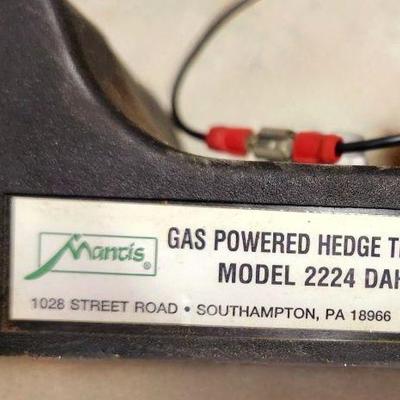 Mantis®
GAS POWERED HEDGE T
MODEL 2224 DAH
1028 STREET ROAD • SOUTHAMPTON, PA 18966